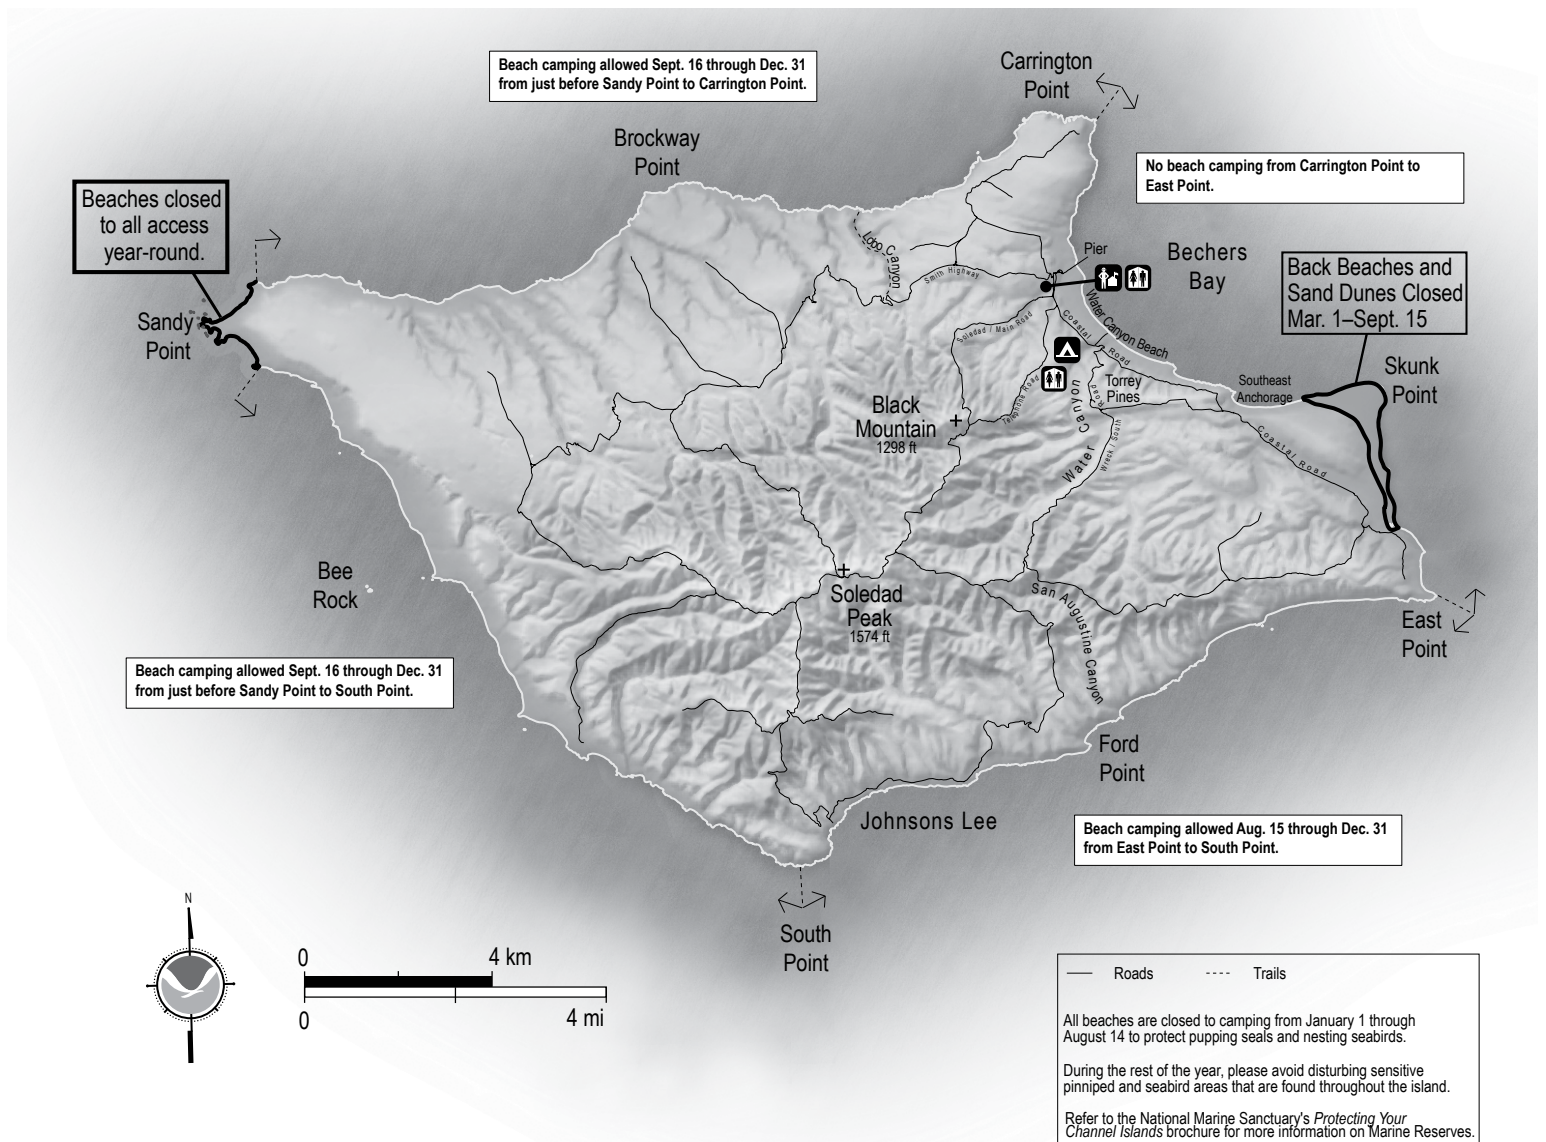 Beach camping allowed Sept. 16 through Dec. 31
from just before Sandy Point to Carrington Point.
Carrington
Point
Brockway
Point
No beach camping from Carrington Point to
East Point.
Beaches closed
to all access
year-round.
Lobo Canyon
Smith Highway
Pier
Bechers
Bay
Back Beaches and
Sand Dunes Closed
Mar. 1–Sept. 15
Sandy
Point
Soledad / Main Road
Coastal Road
Water Canyon Beach
Telephone Road
Torrey
Pines
Road
Southeast
Anchorage
Skunk
Point
Black
Mountain
1298 ft
Water Canyon
Wreck / South
Coastal Road
Bee
Rock
Soledad
Peak
1574 ft
San Augustine Canyon
East
Point
Beach camping allowed Sept. 16 through Dec. 31
from just before Sandy Point to South Point.
Ford
Point
Johnsons Lee
Beach camping allowed Aug. 15 through Dec. 31
from East Point to South Point.
South
Point
N
0 4 km
0 4 mi
Roads Trails
All beaches are closed to camping from January 1 through
August 14 to protect pupping seals and nesting seabirds.
During the rest of the year, please avoid disturbing sensitive
pinniped and seabird areas that are found throughout the island.
Refer to the National Marine Sanctuary's Protecting Your
Channel Islands brochure for more information on Marine Reserves.